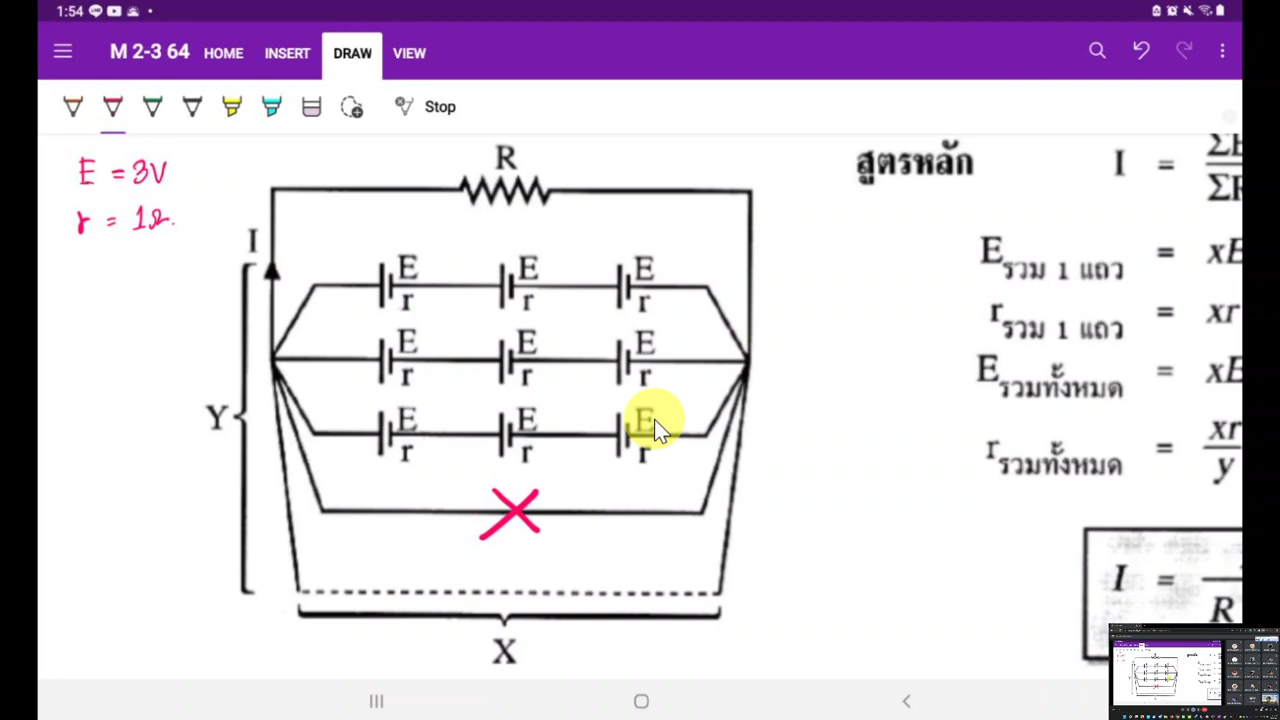 1:54
M 2-3 64 HOME INSERT DRAW VIEW
Stop
E = 3V
r = 1Ω.
R
I
E E E
r r r
E E E
r r r
E E E
r r r
Y
X
สูตรหลัก I = ΣE
ΣR
E รวม 1 แถว = xE
r รวม 1 แถว = xr
E รวมทั้งหมด = xE
r รวมทั้งหมด = xr
y
I =
R